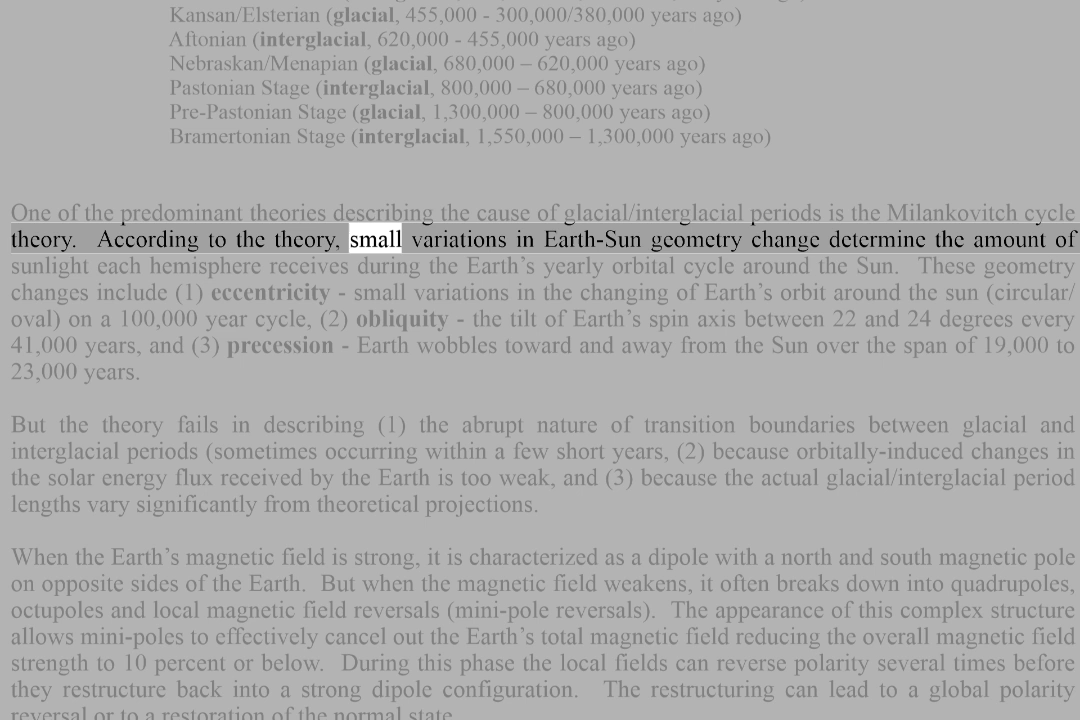 Kansan/Elsterian (glacial, 455,000 - 300,000/380,000 years ago)
Aftonian (interglacial, 620,000 - 455,000 years ago)
Nebraskan/Menapian (glacial, 680,000 – 620,000 years ago)
Pastonian Stage (interglacial, 800,000 – 680,000 years ago)
Pre-Pastonian Stage (glacial, 1,300,000 – 800,000 years ago)
Bramertonian Stage (interglacial, 1,550,000 – 1,300,000 years ago)
One of the predominant theories describing the cause of glacial/interglacial periods is the Milankovitch cycle
theory. According to the theory, small variations in Earth-Sun geometry change determine the amount of
sunlight each hemisphere receives during the Earth’s yearly orbital cycle around the Sun. These geometry
changes include (1) eccentricity - small variations in the changing of Earth’s orbit around the sun (circular/
oval) on a 100,000 year cycle, (2) obliquity - the tilt of Earth’s spin axis between 22 and 24 degrees every
41,000 years, and (3) precession - Earth wobbles toward and away from the Sun over the span of 19,000 to
23,000 years.
But the theory fails in describing (1) the abrupt nature of transition boundaries between glacial and
interglacial periods (sometimes occurring within a few short years, (2) because orbitally-induced changes in
the solar energy flux received by the Earth is too weak, and (3) because the actual glacial/interglacial period
lengths vary significantly from theoretical projections.
When the Earth’s magnetic field is strong, it is characterized as a dipole with a north and south magnetic pole
on opposite sides of the Earth. But when the magnetic field weakens, it often breaks down into quadrupoles,
octupoles and local magnetic field reversals (mini-pole reversals). The appearance of this complex structure
allows mini-poles to effectively cancel out the Earth’s total magnetic field reducing the overall magnetic field
strength to 10 percent or below. During this phase the local fields can reverse polarity several times before
they restructure back into a strong dipole configuration. The restructuring can lead to a global polarity
reversal or to a restoration of the normal state.